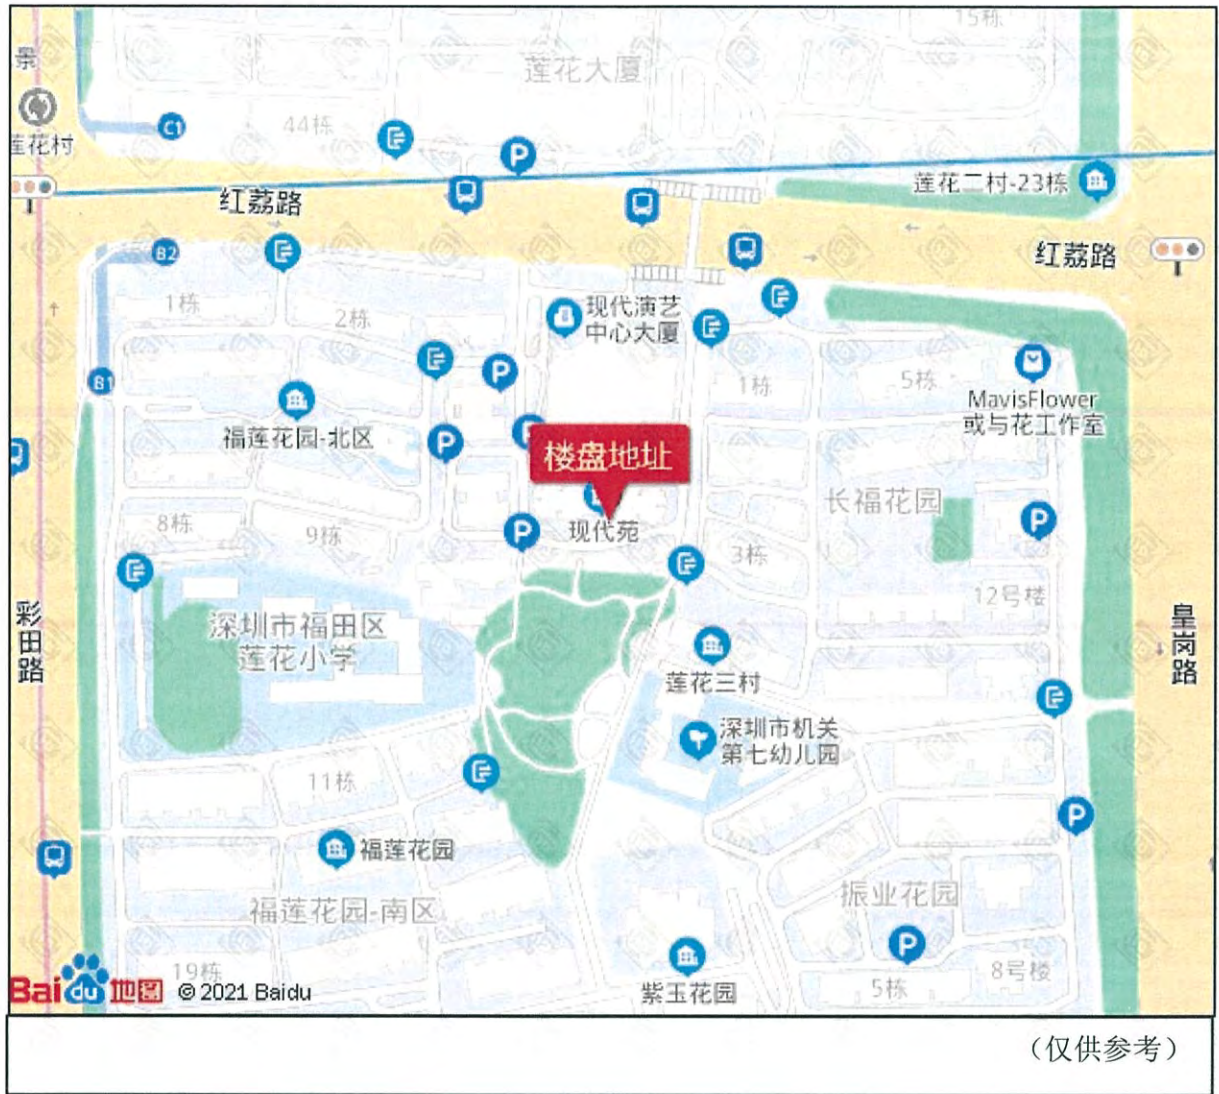 15栋
景
莲花大厦
C1
44栋
莲花村
P
莲花二村-23栋
红荔路
红荔路
B2
1栋
2栋
现代演艺
中心大厦
P
B1
1栋
5栋
MavisFlower
或与花工作室
福莲花园-北区
P
楼盘地址
长福花园
P
8栋
9栋
P
现代苑
3栋
12号楼
彩田路
深圳市福田区
莲花小学
皇岗路
莲花三村
深圳市机关
第七幼儿园
11栋
P
福莲花园
振业花园
福莲花园-南区
P
19栋
8号楼
5栋
紫玉花园
Bai du 地图 © 2021 Baidu
（仅供参考）